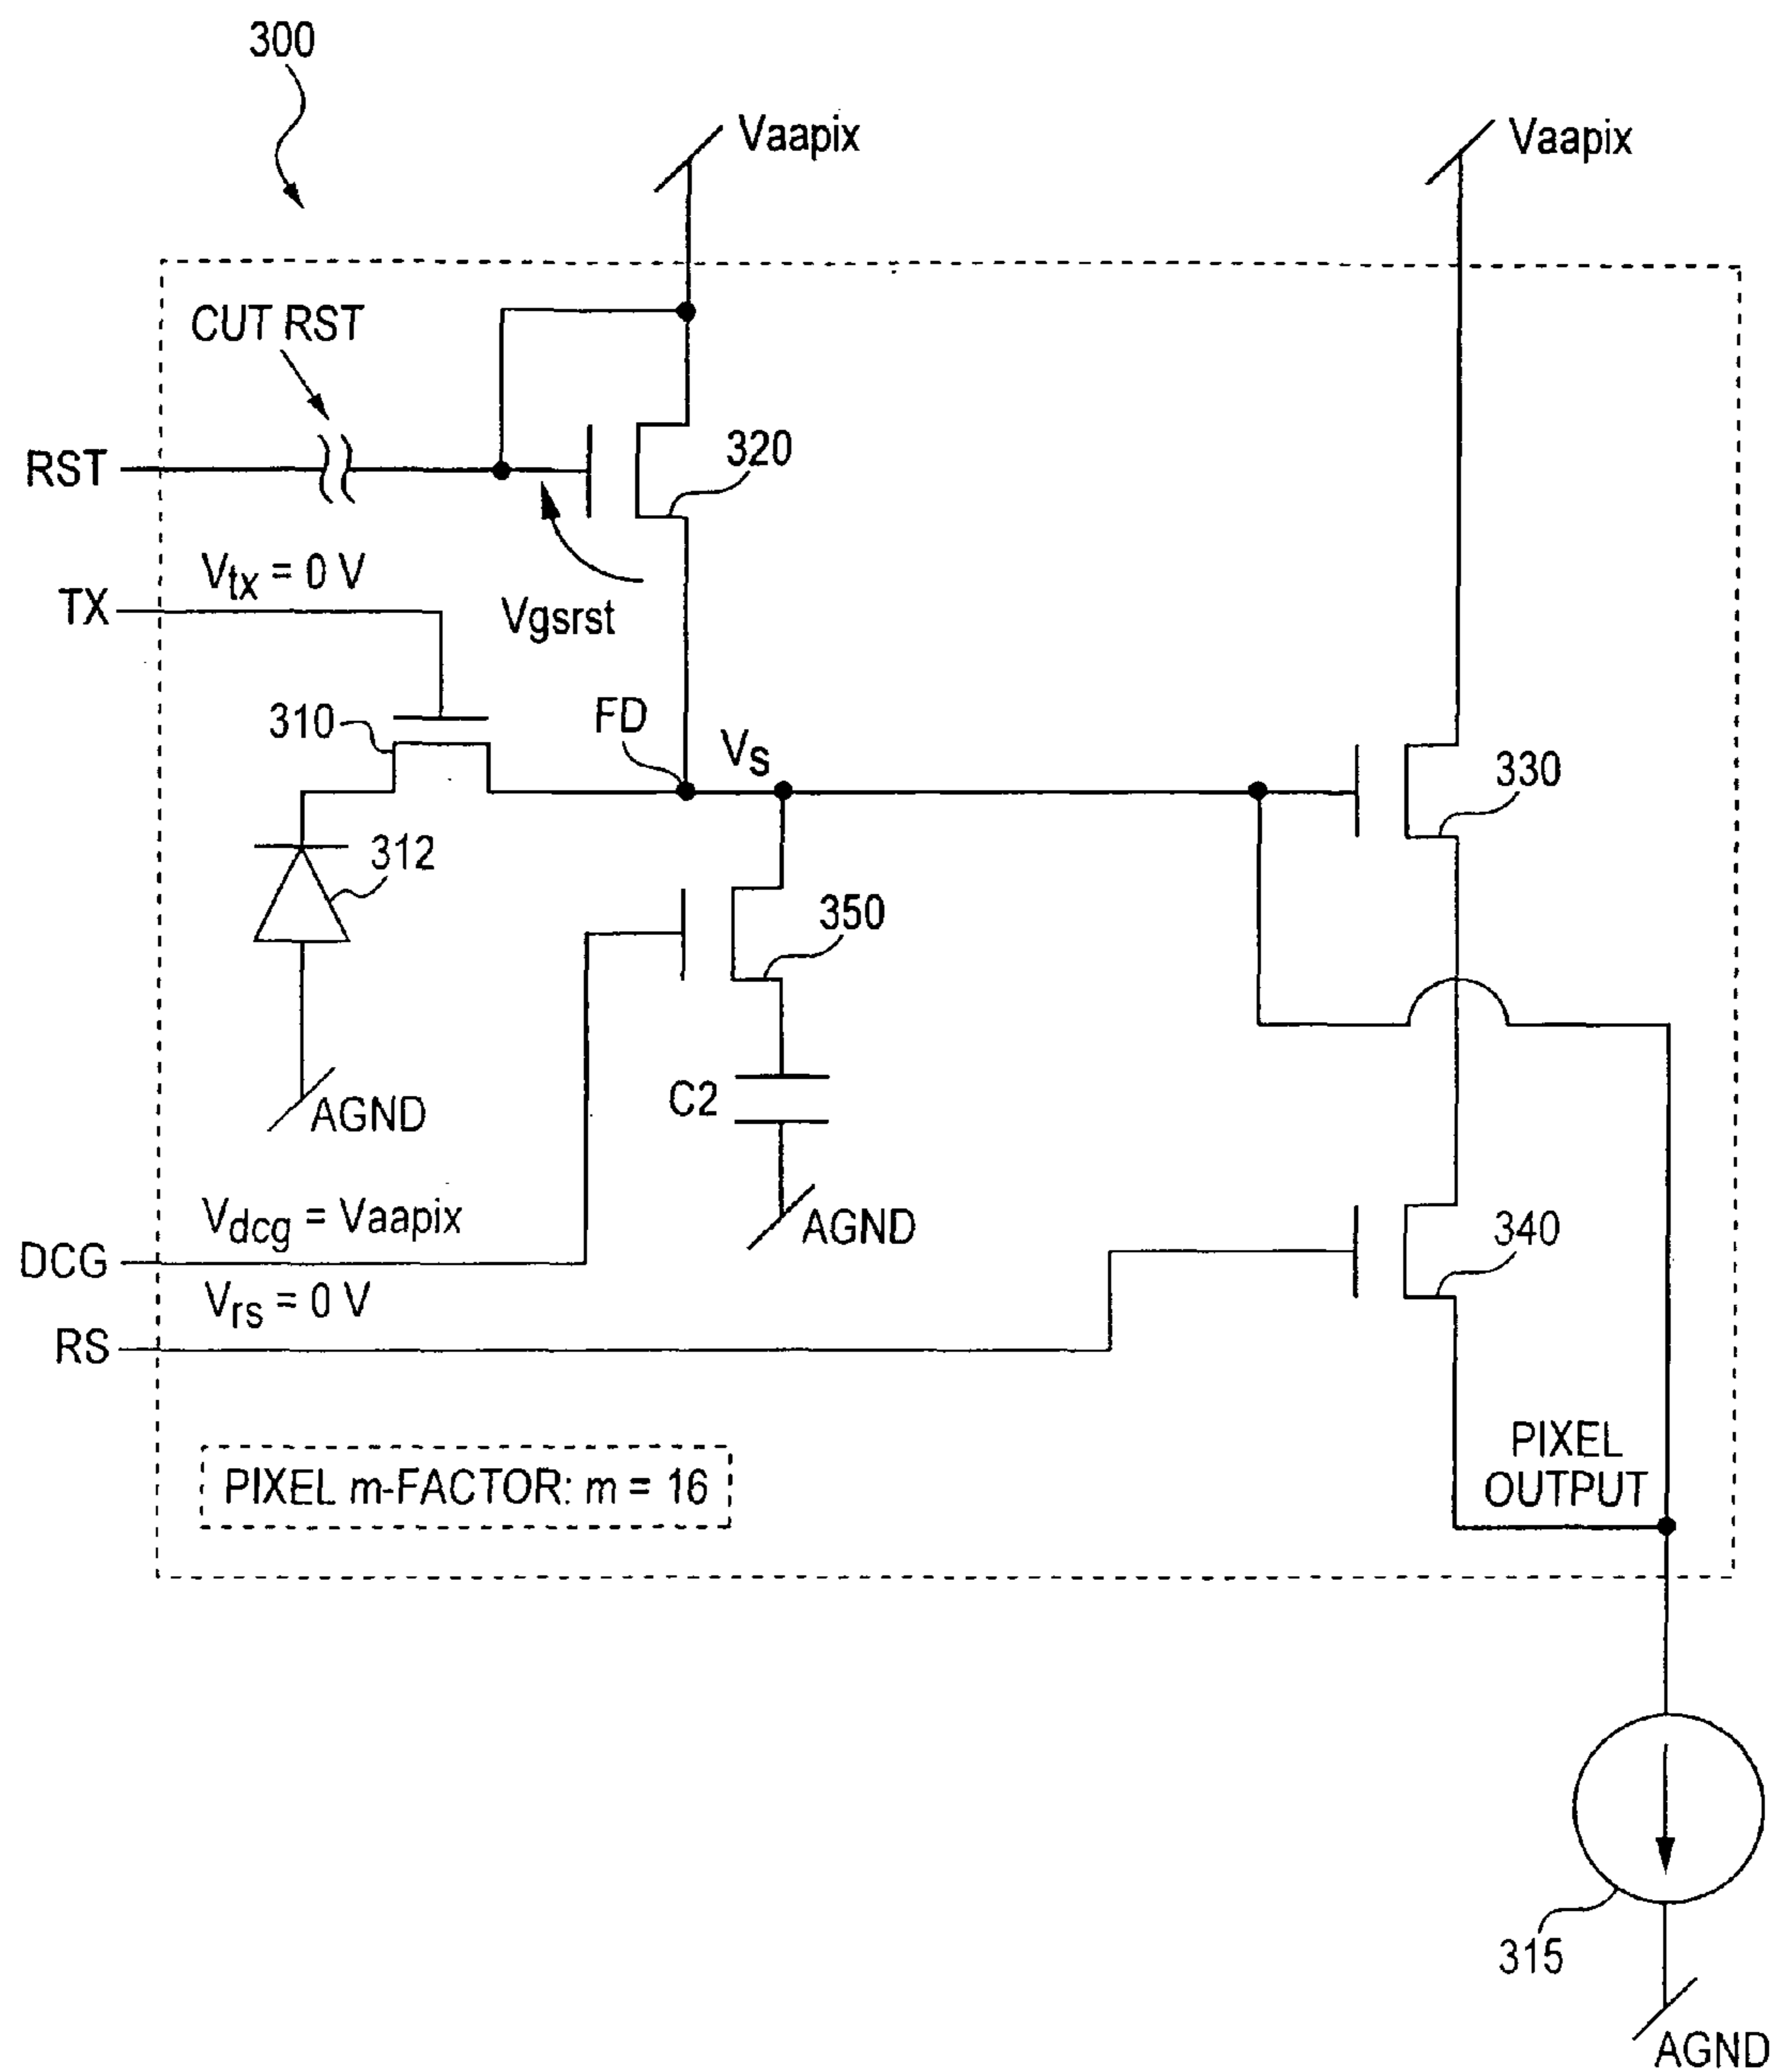 300
Vaapix
Vaapix
CUT RST
RST
320
Vtx = 0 V
TX
Vgsrst
310
FD
Vs
330
312
350
C2
AGND
Vdcg = Vaapix
AGND
340
DCG
Vrs = 0 V
RS
PIXEL
OUTPUT
PIXEL m-FACTOR: m = 16
315
AGND